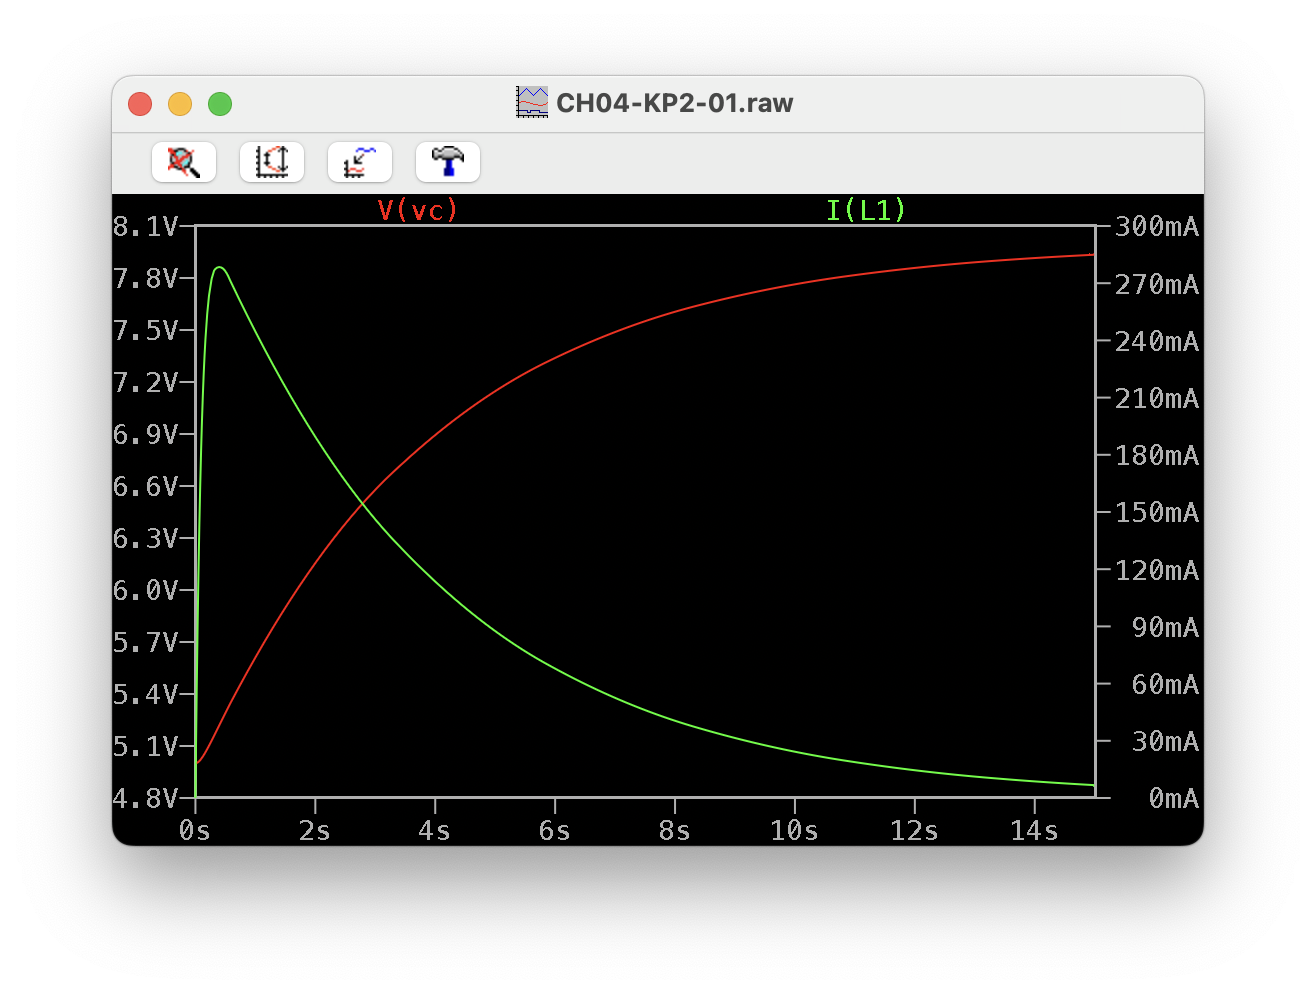 CH04-KP2-01.raw
V(vc) I(L1)
8.1V 300mA
7.8V 270mA
7.5V 240mA
7.2V 210mA
6.9V 180mA
6.6V 150mA
6.3V 120mA
6.0V 90mA
5.7V 60mA
5.4V 30mA
5.1V 0mA
4.8V
0s 2s 4s 6s 8s 10s 12s 14s